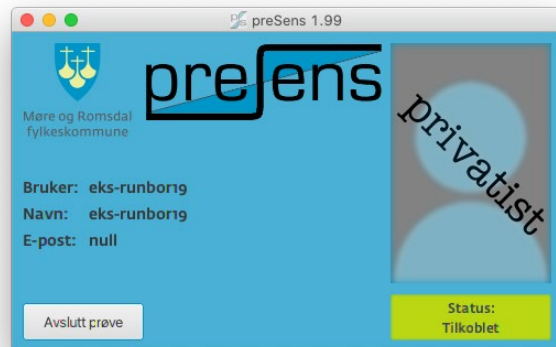 preSens 1.99
Møre og Romsdal
fylkeskommune
preSens
privatist
Bruker: eks-runbor19
Navn: eks-runbor19
E-post: null
Avslutt prøve
Status:
Tilkoblet